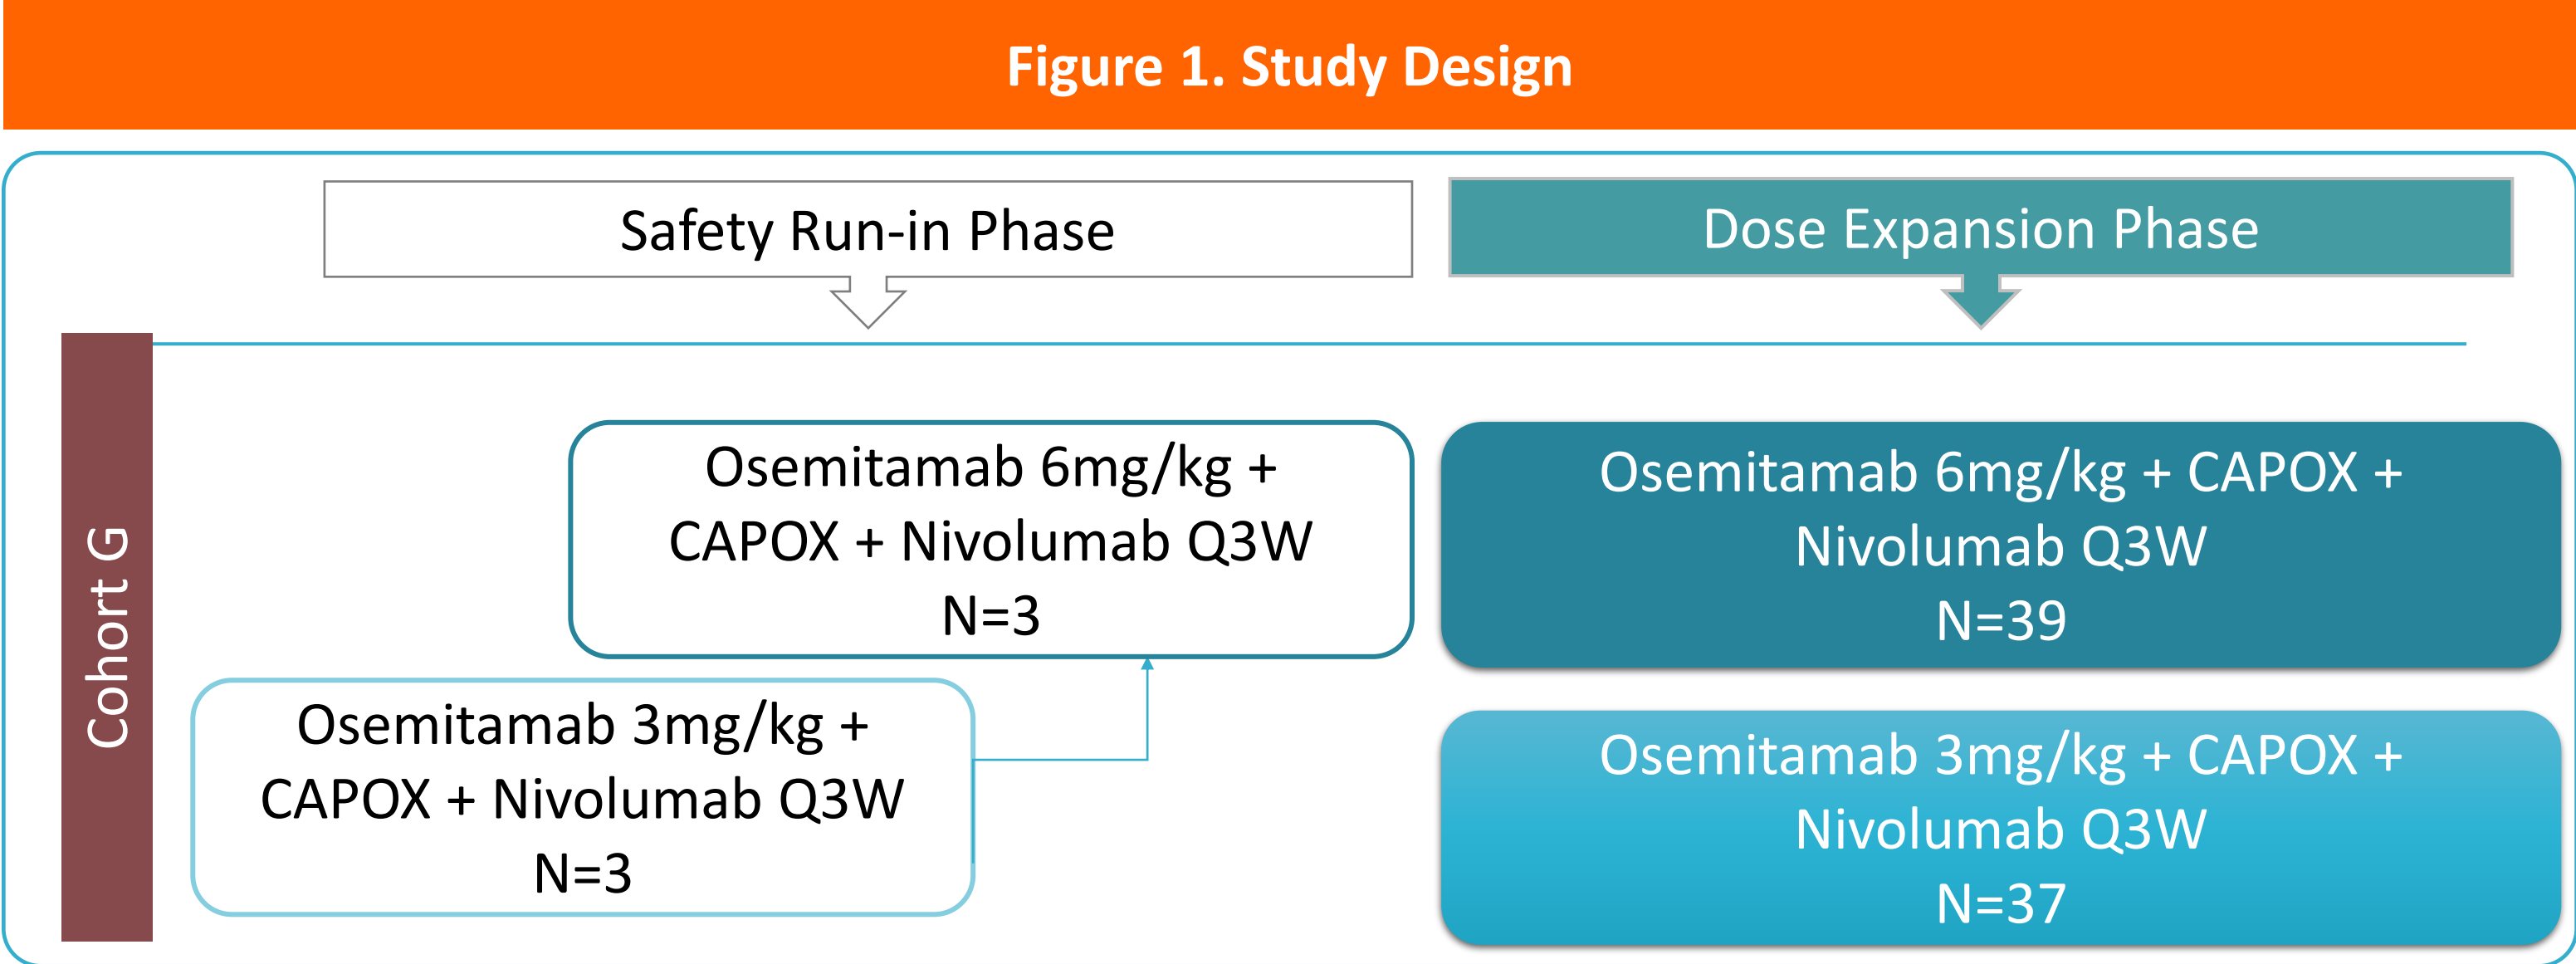 Figure 1. Study Design
Safety Run-in Phase
Dose Expansion Phase
Cohort G
Osemitamab 6mg/kg +
CAPOX + Nivolumab Q3W
N=3
Osemitamab 3mg/kg +
CAPOX + Nivolumab Q3W
N=3
Osemitamab 6mg/kg + CAPOX +
Nivolumab Q3W
N=39
Osemitamab 3mg/kg + CAPOX +
Nivolumab Q3W
N=37